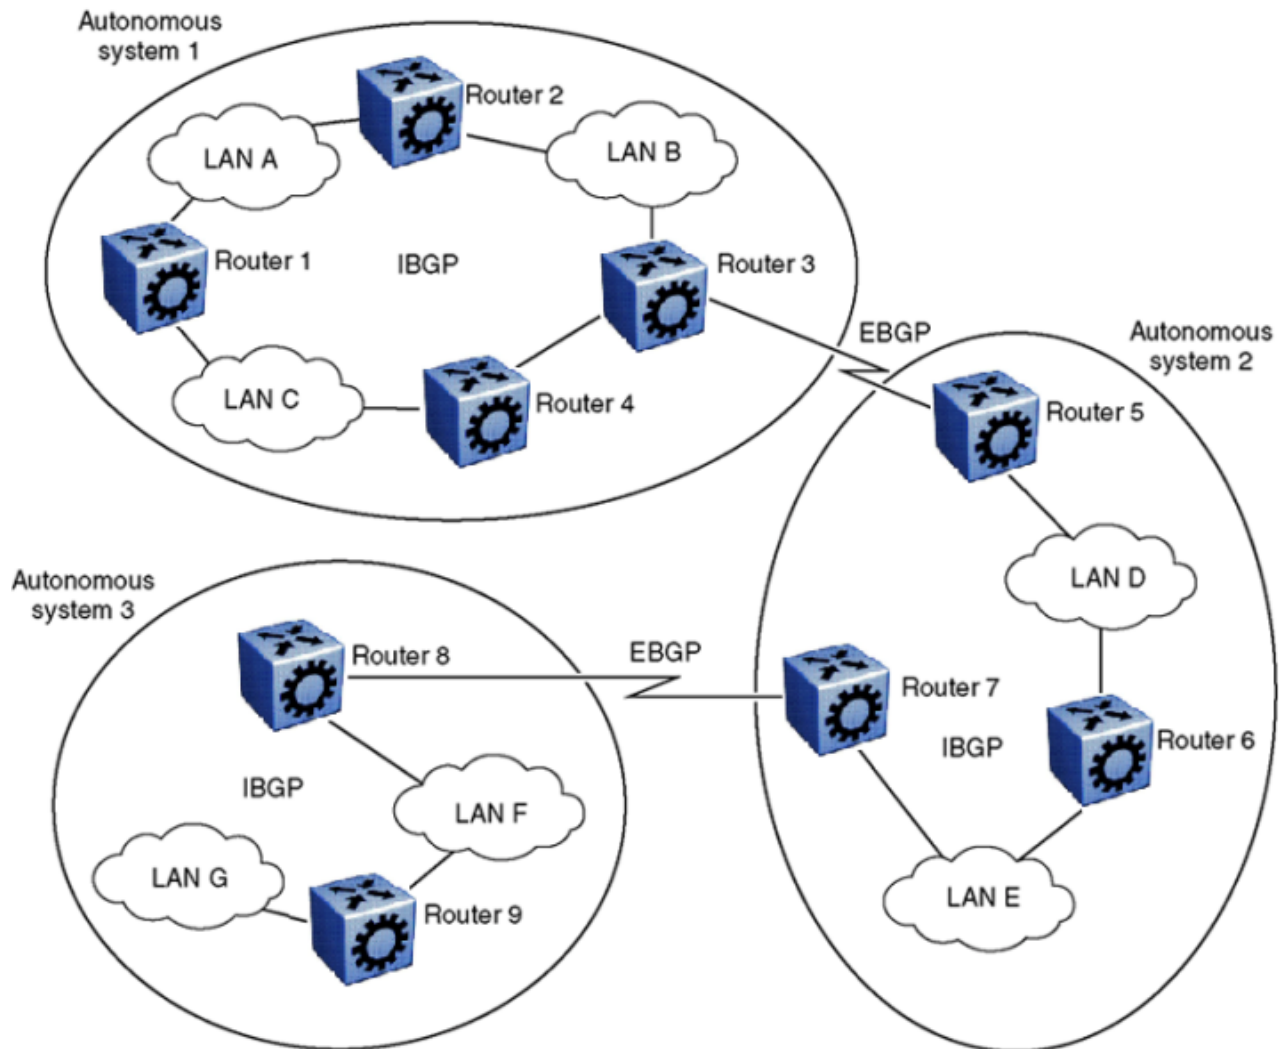 Autonomous
system 1
Router 2
LAN A
LAN B
Router 1
IBGP
Router 3
EBGP
Autonomous
system 2
LAN C
Router 4
Router 5
Autonomous
system 3
LAN D
Router 8
EBGP
Router 7
IBGP
Router 6
IBGP
LAN F
LAN G
LAN E
Router 9